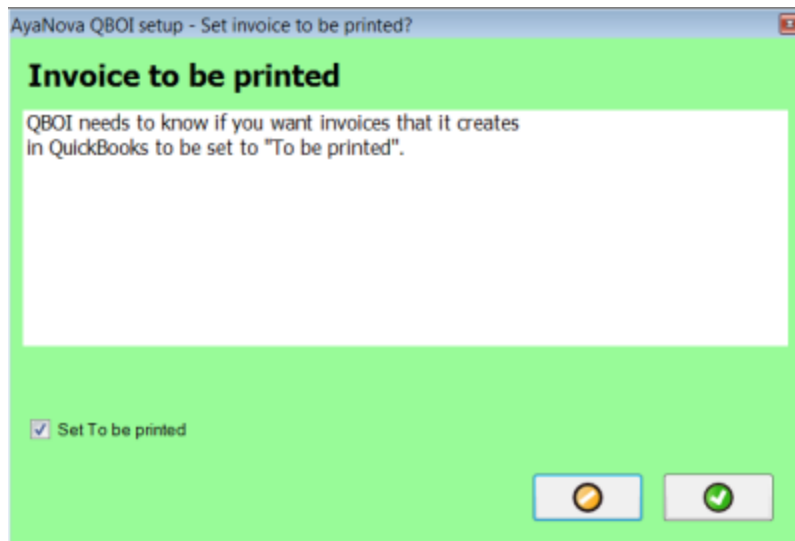 AyaNova QBOI setup - Set invoice to be printed?
Invoice to be printed
QBOI needs to know if you want invoices that it creates
in QuickBooks to be set to "To be printed".
Set To be printed